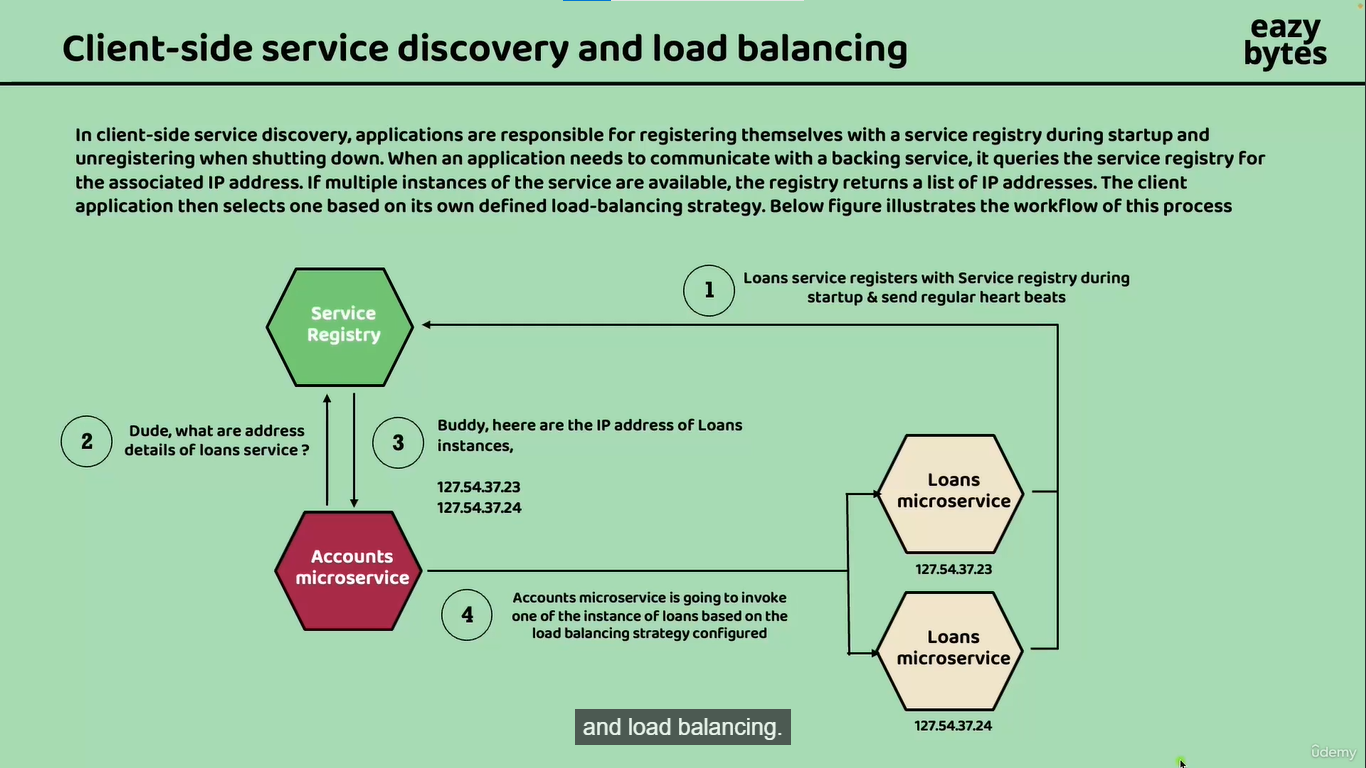 Client-side service discovery and load balancing
eazy
bytes
In client-side service discovery, applications are responsible for registering themselves with a service registry during startup and
unregistering when shutting down. When an application needs to communicate with a backing service, it queries the service registry for
the associated IP address. If multiple instances of the service are available, the registry returns a list of IP addresses. The client
application then selects one based on its own defined load-balancing strategy. Below figure illustrates the workflow of this process
1
Loans service registers with Service registry during
startup & send regular heart beats
Service
Registry
2
Dude, what are address
details of loans service ?
3
Buddy, heere are the IP address of Loans
instances,
127.54.37.23
127.54.37.24
Loans
microservice
127.54.37.23
Accounts
microservice
4
Accounts microservice is going to invoke
one of the instance of loans based on the
load balancing strategy configured
Loans
microservice
127.54.37.24
and load balancing.
ûdemy